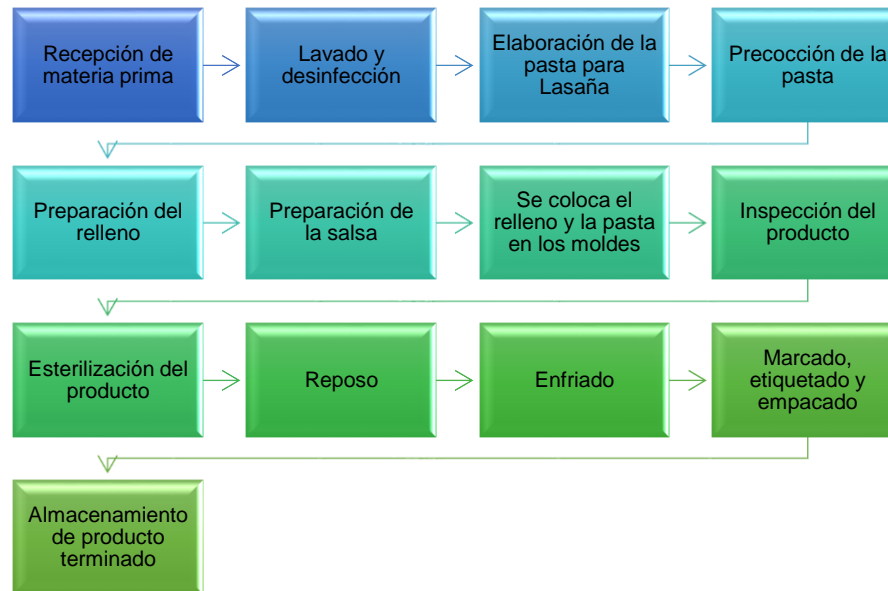 Recepción de
materia prima
Lavado y
desinfección
Elaboración de la
pasta para
Lasaña
Precocción de la
pasta
Preparación del
relleno
Preparación de
la salsa
Se coloca el
relleno y la pasta
en los moldes
Inspección del
producto
Esterilización del
producto
Reposo
Enfriado
Marcado,
etiquetado y
empacado
Almacenamiento
de producto
terminado